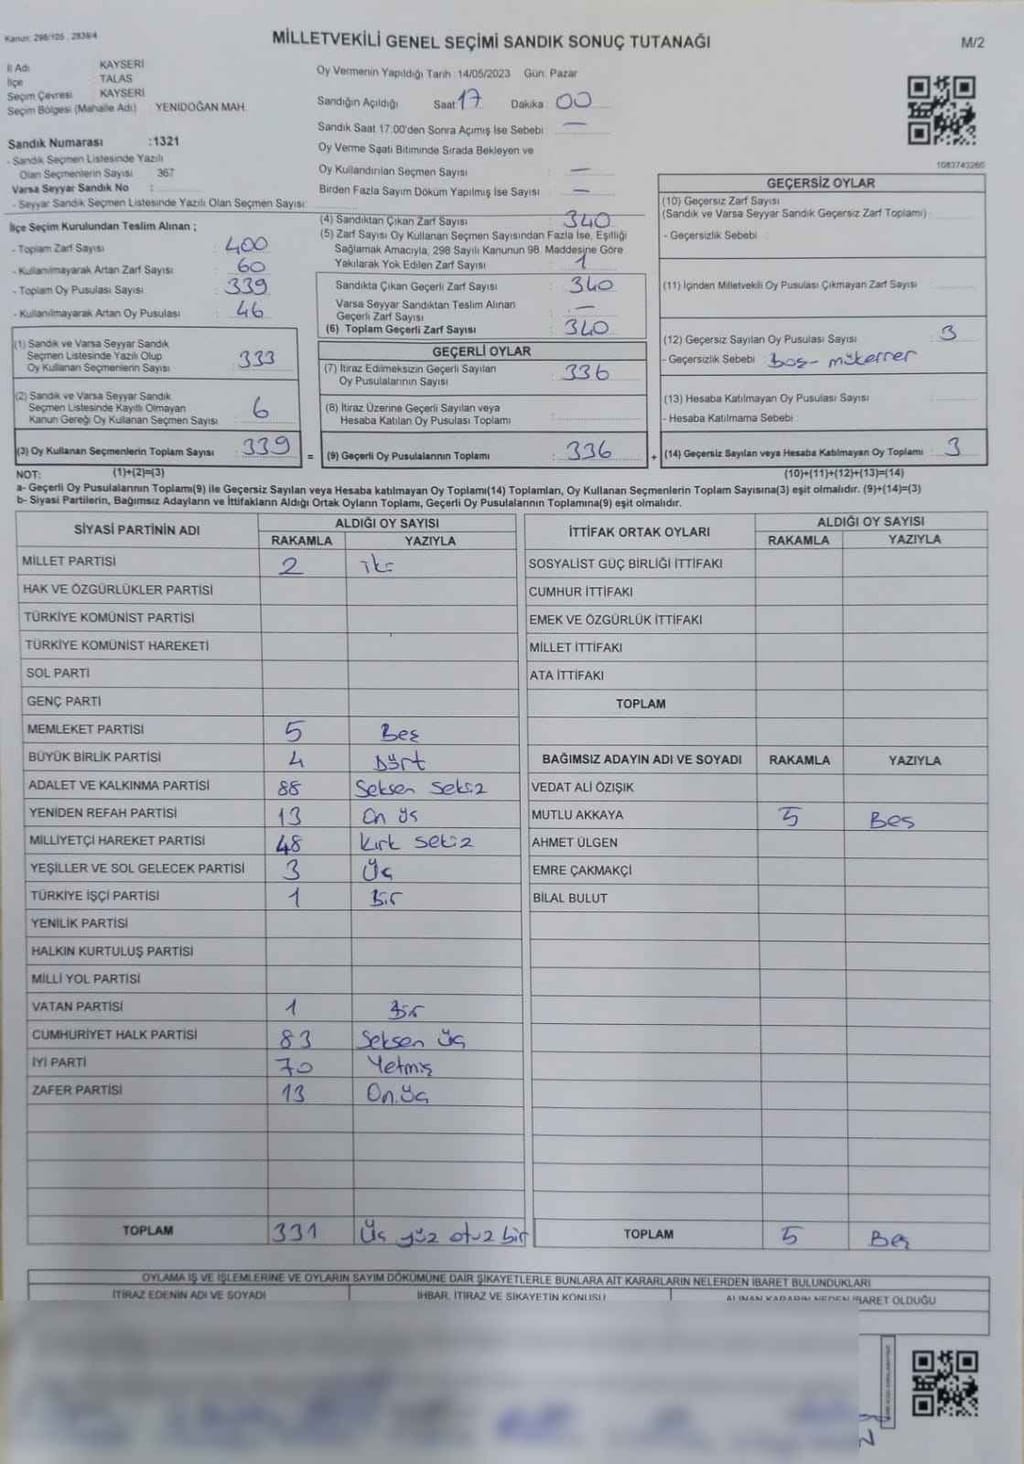 Kanun: 298/105 , 2839/4
MİLLETVEKİLİ GENEL SEÇİMİ SANDIK SONUÇ TUTANAĞI
M/2
İl Adı KAYSERİ
İlçe TALAS
Seçim Çevresi KAYSERİ
Seçim Bölgesi (Mahalle Adı) YENİDOĞAN MAH.
Sandık Numarası :1321
- Sandık Seçmen Listesinde Yazılı
Olan Seçmenlerin Sayısı 367
Varsa Seyyar Sandık No :
- Seyyar Sandık Seçmen Listesinde Yazılı Olan Seçmen Sayısı:
Oy Vermenin Yapıldığı Tarih :14/05/2023 Gün: Pazar
Sandığın Açıldığı Saat 17 Dakika 00
Sandık Saat 17:00'den Sonra Açımış İse Sebebi : —
Oy Verme Saati Bitiminde Sırada Bekleyen ve
Oy Kullandırılan Seçmen Sayısı : —
Birden Fazla Sayım Döküm Yapılmış İse Sayısı : —
1083743266
İlçe Seçim Kurulundan Teslim Alınan ;
- Toplam Zarf Sayısı : 400
- Kullanılmayarak Artan Zarf Sayısı : 60
- Toplam Oy Pusulası Sayısı : 339
- Kullanılmayarak Artan Oy Pusulası : 46
(1) Sandık ve Varsa Seyyar Sandık
Seçmen Listesinde Yazılı Olup
Oy Kullanan Seçmenlerin Sayısı : 333
(2) Sandık ve Varsa Seyyar Sandık
Seçmen Listesinde Kayıtlı Olmayan
Kanun Gereği Oy Kullanan Seçmen Sayısı : 6
(3) Oy Kullanan Seçmenlerin Toplam Sayısı : 339
(4) Sandıktan Çıkan Zarf Sayısı : 340
(5) Zarf Sayısı Oy Kullanan Seçmen Sayısından Fazla İse, Eşitliği
Sağlamak Amacıyla, 298 Sayılı Kanunun 98. Maddesine Göre
Yakılarak Yok Edilen Zarf Sayısı : 1
Sandıkta Çıkan Geçerli Zarf Sayısı : 340
Varsa Seyyar Sandıktan Teslim Alınan
Geçerli Zarf Sayısı : —
(6) Toplam Geçerli Zarf Sayısı : 340
GEÇERLİ OYLAR
(7) İtiraz Edilmeksizin Geçerli Sayılan
Oy Pusulalarının Sayısı : 336
(8) İtiraz Üzerine Geçerli Sayılan veya
Hesaba Katılan Oy Pusulası Toplamı :
= (9) Geçerli Oy Pusulalarının Toplamı : 336
GEÇERSİZ OYLAR
(10) Geçersiz Zarf Sayısı
(Sandık ve Varsa Seyyar Sandık Geçersiz Zarf Toplamı) :
- Geçersizlik Sebebi :
(11) İçinden Milletvekili Oy Pusulası Çıkmayan Zarf Sayısı :
(12) Geçersiz Sayılan Oy Pusulası Sayısı : 3
- Geçersizlik Sebebi : boş - mükerrer
(13) Hesaba Katılmayan Oy Pusulası Sayısı :
- Hesaba Katılmama Sebebi :
+ (14) Geçersiz Sayılan veya Hesaba Katılmayan Oy Toplamı : 3
NOT: (1)+(2)=(3) (10)+(11)+(12)+(13)=(14)
a- Geçerli Oy Pusulalarının Toplamı(9) ile Geçersiz Sayılan veya Hesaba katılmayan Oy Toplamı(14) Toplamları, Oy Kullanan Seçmenlerin Toplam Sayısına(3) eşit olmalıdır. (9)+(14)=(3)
b- Siyasi Partilerin, Bağımsız Adayların ve İttifakların Aldığı Ortak Oyların Toplamı, Geçerli Oy Pusulalarının Toplamına(9) eşit olmalıdır.
SİYASİ PARTİNİN ADI ALDIĞI OY SAYISI
RAKAMLA YAZIYLA
MİLLET PARTİSİ 2 iki
HAK VE ÖZGÜRLÜKLER PARTİSİ
TÜRKİYE KOMÜNİST PARTİSİ
TÜRKİYE KOMÜNİST HAREKETİ
SOL PARTİ
GENÇ PARTİ
MEMLEKET PARTİSİ 5 Beş
BÜYÜK BİRLİK PARTİSİ 4 Dört
ADALET VE KALKINMA PARTİSİ 88 Seksen Sekiz
YENİDEN REFAH PARTİSİ 13 On üş
MİLLİYETÇİ HAREKET PARTİSİ 48 Kırk sekiz
YEŞİLLER VE SOL GELECEK PARTİSİ 3 Üç
TÜRKİYE İŞÇİ PARTİSİ 1 Bir
YENİLİK PARTİSİ
HALKIN KURTULUŞ PARTİSİ
MİLLİ YOL PARTİSİ
VATAN PARTİSİ 1 Bir
CUMHURİYET HALK PARTİSİ 83 Seksen üç
İYİ PARTİ 70 Yetmiş
ZAFER PARTİSİ 13 On üç
TOPLAM 331 Üç yüz otuz bir
İTTİFAK ORTAK OYLARI ALDIĞI OY SAYISI
RAKAMLA YAZIYLA
SOSYALİST GÜÇ BİRLİĞİ İTTİFAKI
CUMHUR İTTİFAKI
EMEK VE ÖZGÜRLÜK İTTİFAKI
MİLLET İTTİFAKI
ATA İTTİFAKI
TOPLAM
BAĞIMSIZ ADAYIN ADI VE SOYADI RAKAMLA YAZIYLA
VEDAT ALİ ÖZIŞIK
MUTLU AKKAYA 5 Beş
AHMET ÜLGEN
EMRE ÇAKMAKÇİ
BİLAL BULUT
TOPLAM 5 Beş
OYLAMA İŞ VE İŞLEMLERİNE VE OYLARIN SAYIM DÖKÜMÜNE DAİR ŞİKAYETLERLE BUNLARA AİT KARARLARIN NELERDEN İBARET BULUNDUKLARI
İTİRAZ EDENİN ADI VE SOYADI İHBAR, İTİRAZ VE ŞİKAYETİN KONUSU ALINAN KARARIN NEDEN İBARET OLDUĞU